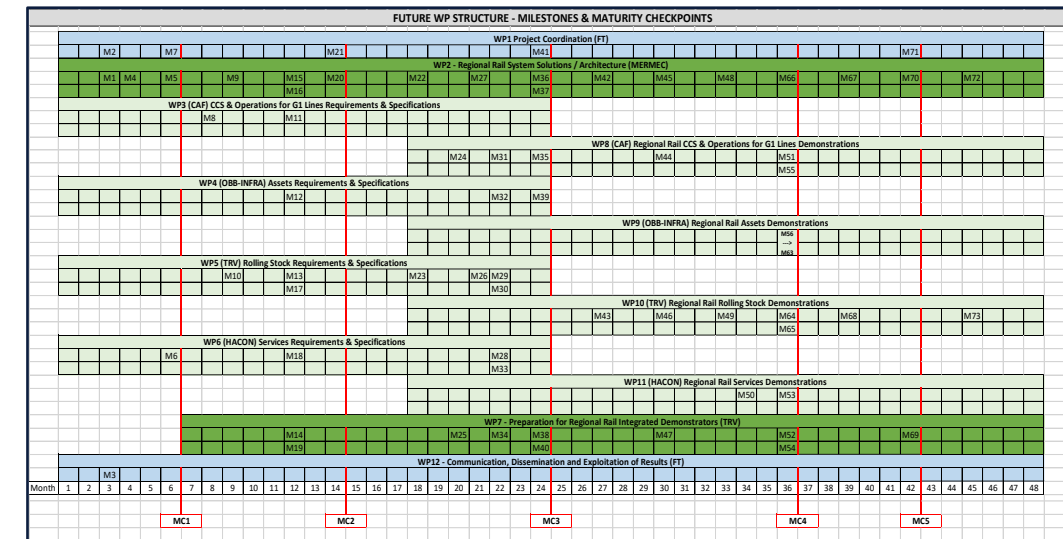 FUTURE WP STRUCTURE - MILESTONES & MATURITY CHECKPOINTS
WP1 Project Coordination (FT)
M2 M7 M21 M41 M71
WP2 - Regional Rail System Solutions / Architecture (MERMEC)
M1 M4 M5 M9 M15 M20 M22 M27 M36 M42 M45 M48 M66 M67 M70 M72
M16 M37
WP3 (CAF) CCS & Operations for G1 Lines Requirements & Specifications
M8 M11
WP8 (CAF) Regional Rail CCS & Operations for G1 Lines Demonstrations
M24 M31 M35 M44 M51
M55
WP4 (OBB-INFRA) Assets Requirements & Specifications
M12 M32 M39
WP9 (OBB-INFRA) Regional Rail Assets Demonstrations
M56
--->
M63
WP5 (TRV) Rolling Stock Requirements & Specifications
M10 M13 M23 M26 M29
M17 M30
WP10 (TRV) Regional Rail Rolling Stock Demonstrations
M43 M46 M49 M64 M68 M73
M65
WP6 (HACON) Services Requirements & Specifications
M6 M18 M28
M33
WP11 (HACON) Regional Rail Services Demonstrations
M50 M53
WP7 - Preparation for Regional Rail Integrated Demonstrators (TRV)
M14 M25 M34 M38 M47 M52 M69
M19 M40 M54
WP12 - Communication, Dissemination and Exploitation of Results (FT)
M3
Month 1 2 3 4 5 6 7 8 9 10 11 12 13 14 15 16 17 18 19 20 21 22 23 24 25 26 27 28 29 30 31 32 33 34 35 36 37 38 39 40 41 42 43 44 45 46 47 48
MC1 MC2 MC3 MC4 MC5